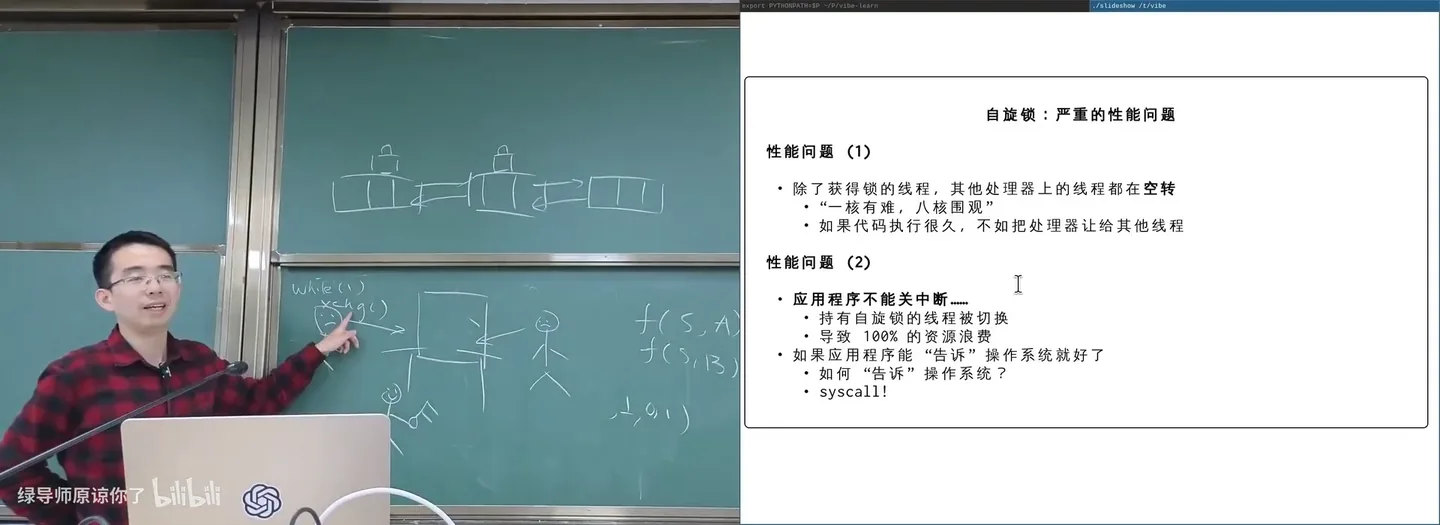 while(1)
xchg()
f(S, A)
f(S, B)
, 1, 0, 1 )
绿导师原谅你了 bilibili
export PYTHONPATH=$P ~/P/vibe-learn
./slideshow /t/vibe
自旋锁：严重的性能问题
性能问题 (1)
• 除了获得锁的线程，其他处理器上的线程都在空转
• “一核有难，八核围观”
• 如果代码执行很久，不如把处理器让给其他线程
性能问题 (2)
• 应用程序不能关中断……
• 持有自旋锁的线程被切换
• 导致 100% 的资源浪费
• 如果应用程序能 “告诉” 操作系统就好了
• 如何 “告诉” 操作系统？
• syscall!